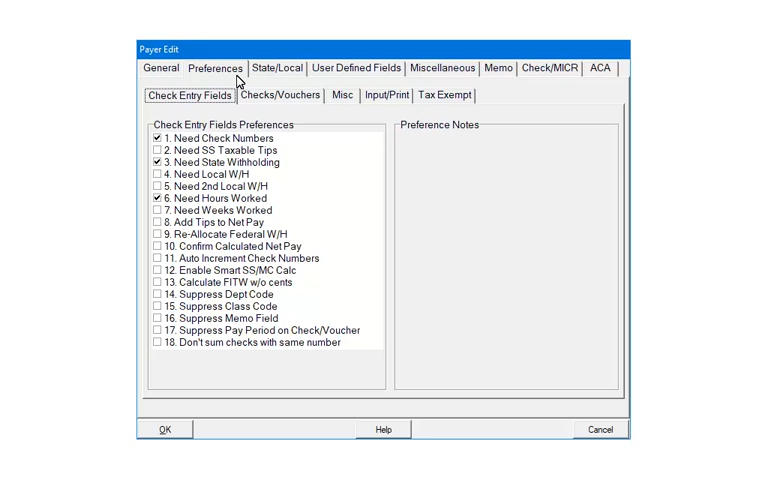 Payer Edit
General Preferences State/Local User Defined Fields Miscellaneous Memo Check/MICR ACA
Check Entry Fields Checks/Vouchers Misc Input/Print Tax Exempt
Check Entry Fields Preferences
1. Need Check Numbers
2. Need SS Taxable Tips
3. Need State Withholding
4. Need Local W/H
5. Need 2nd Local W/H
6. Need Hours Worked
7. Need Weeks Worked
8. Add Tips to Net Pay
9. Re-Allocate Federal W/H
10. Confirm Calculated Net Pay
11. Auto Increment Check Numbers
12. Enable Smart SS/MC Calc
13. Calculate FITW w/o cents
14. Suppress Dept Code
15. Suppress Class Code
16. Suppress Memo Field
17. Suppress Pay Period on Check/Voucher
18. Don't sum checks with same number
Preference Notes
OK Help Cancel